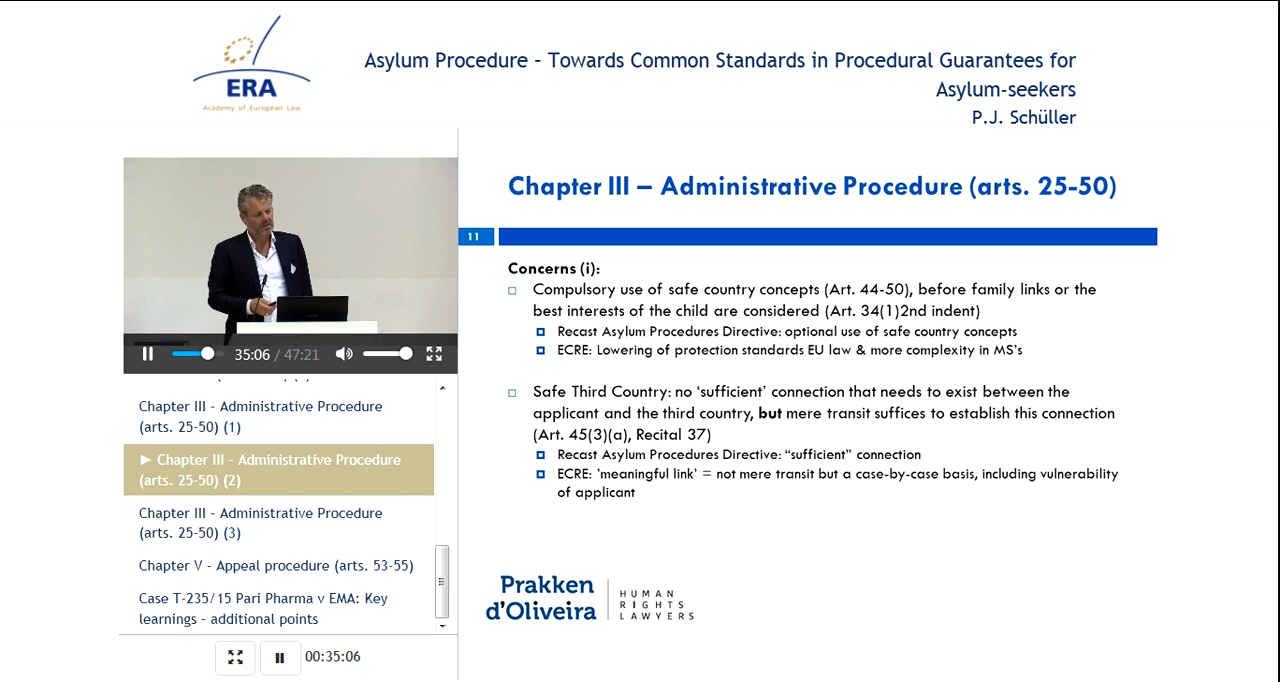 ERA
Academy of European Law
Asylum Procedure – Towards Common Standards in Procedural Guarantees for
Asylum-seekers
P.J. Schüller
35:06 / 47:21
Chapter III – Administrative Procedure
(arts. 25-50) (1)
► Chapter III – Administrative Procedure
(arts. 25-50) (2)
Chapter III – Administrative Procedure
(arts. 25-50) (3)
Chapter V – Appeal procedure (arts. 53-55)
Case T-235/15 Pari Pharma v EMA: Key
learnings – additional points
00:35:06
Chapter III – Administrative Procedure (arts. 25-50)
11
Concerns (i):
Compulsory use of safe country concepts (Art. 44-50), before family links or the
best interests of the child are considered (Art. 34(1)2nd indent)
Recast Asylum Procedures Directive: optional use of safe country concepts
ECRE: Lowering of protection standards EU law & more complexity in MS’s
Safe Third Country: no ‘sufficient’ connection that needs to exist between the
applicant and the third country, but mere transit suffices to establish this connection
(Art. 45(3)(a), Recital 37)
Recast Asylum Procedures Directive: “sufficient” connection
ECRE: ’meaningful link’ = not mere transit but a case-by-case basis, including vulnerability
of applicant
Prakken
d’Oliveira
HUMAN
RIGHTS
LAWYERS